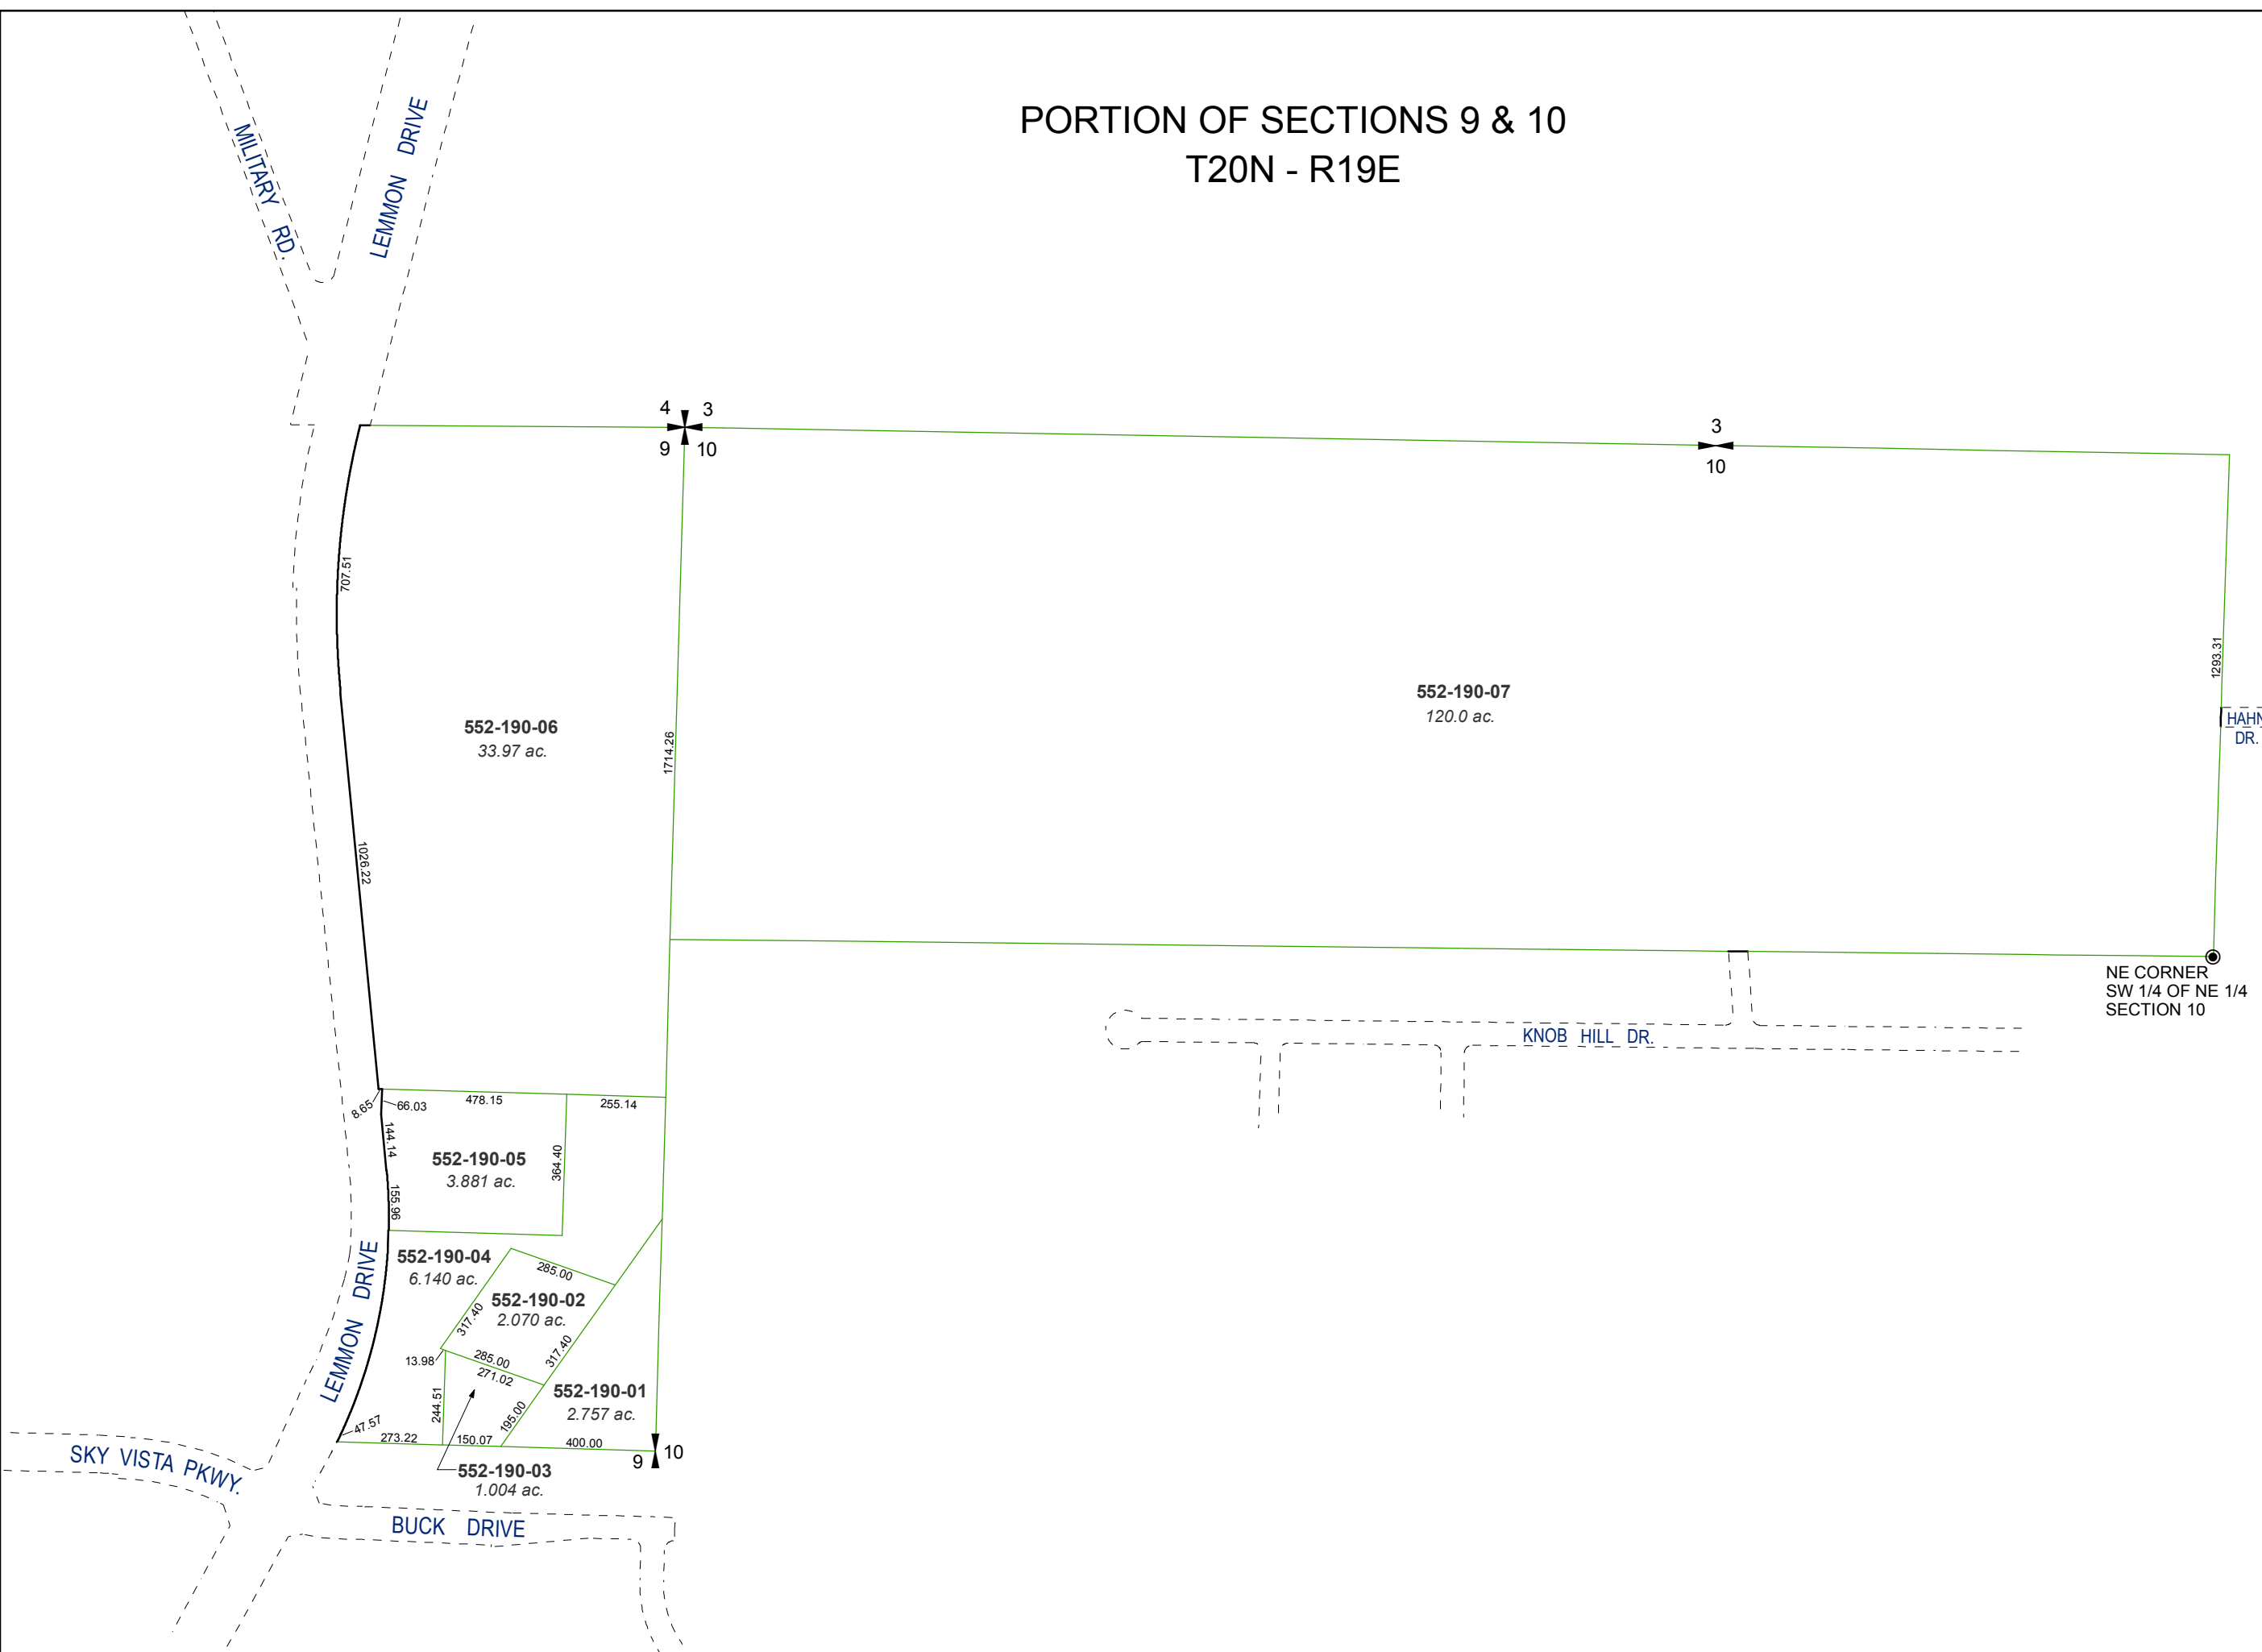 PORTION OF SECTIONS 9 & 10
T20N - R19E
MILITARY RD.
LEMMON DRIVE
4
3
9
10
3
10
707.51
1026.22
552-190-06
33.97 ac.
1714.26
552-190-07
120.0 ac.
1293.31
HAHN
DR.
NE CORNER
SW 1/4 OF NE 1/4
SECTION 10
KNOB HILL DR.
8.65
66.03
478.15
255.14
144.14
155.96
552-190-05
3.881 ac.
364.40
LEMMON DRIVE
552-190-04
6.140 ac.
285.00
552-190-02
2.070 ac.
317.40
317.40
13.98
285.00
271.02
244.51
195.00
552-190-01
2.757 ac.
47.57
273.22
150.07
400.00
9
10
552-190-03
1.004 ac.
SKY VISTA PKWY.
BUCK DRIVE